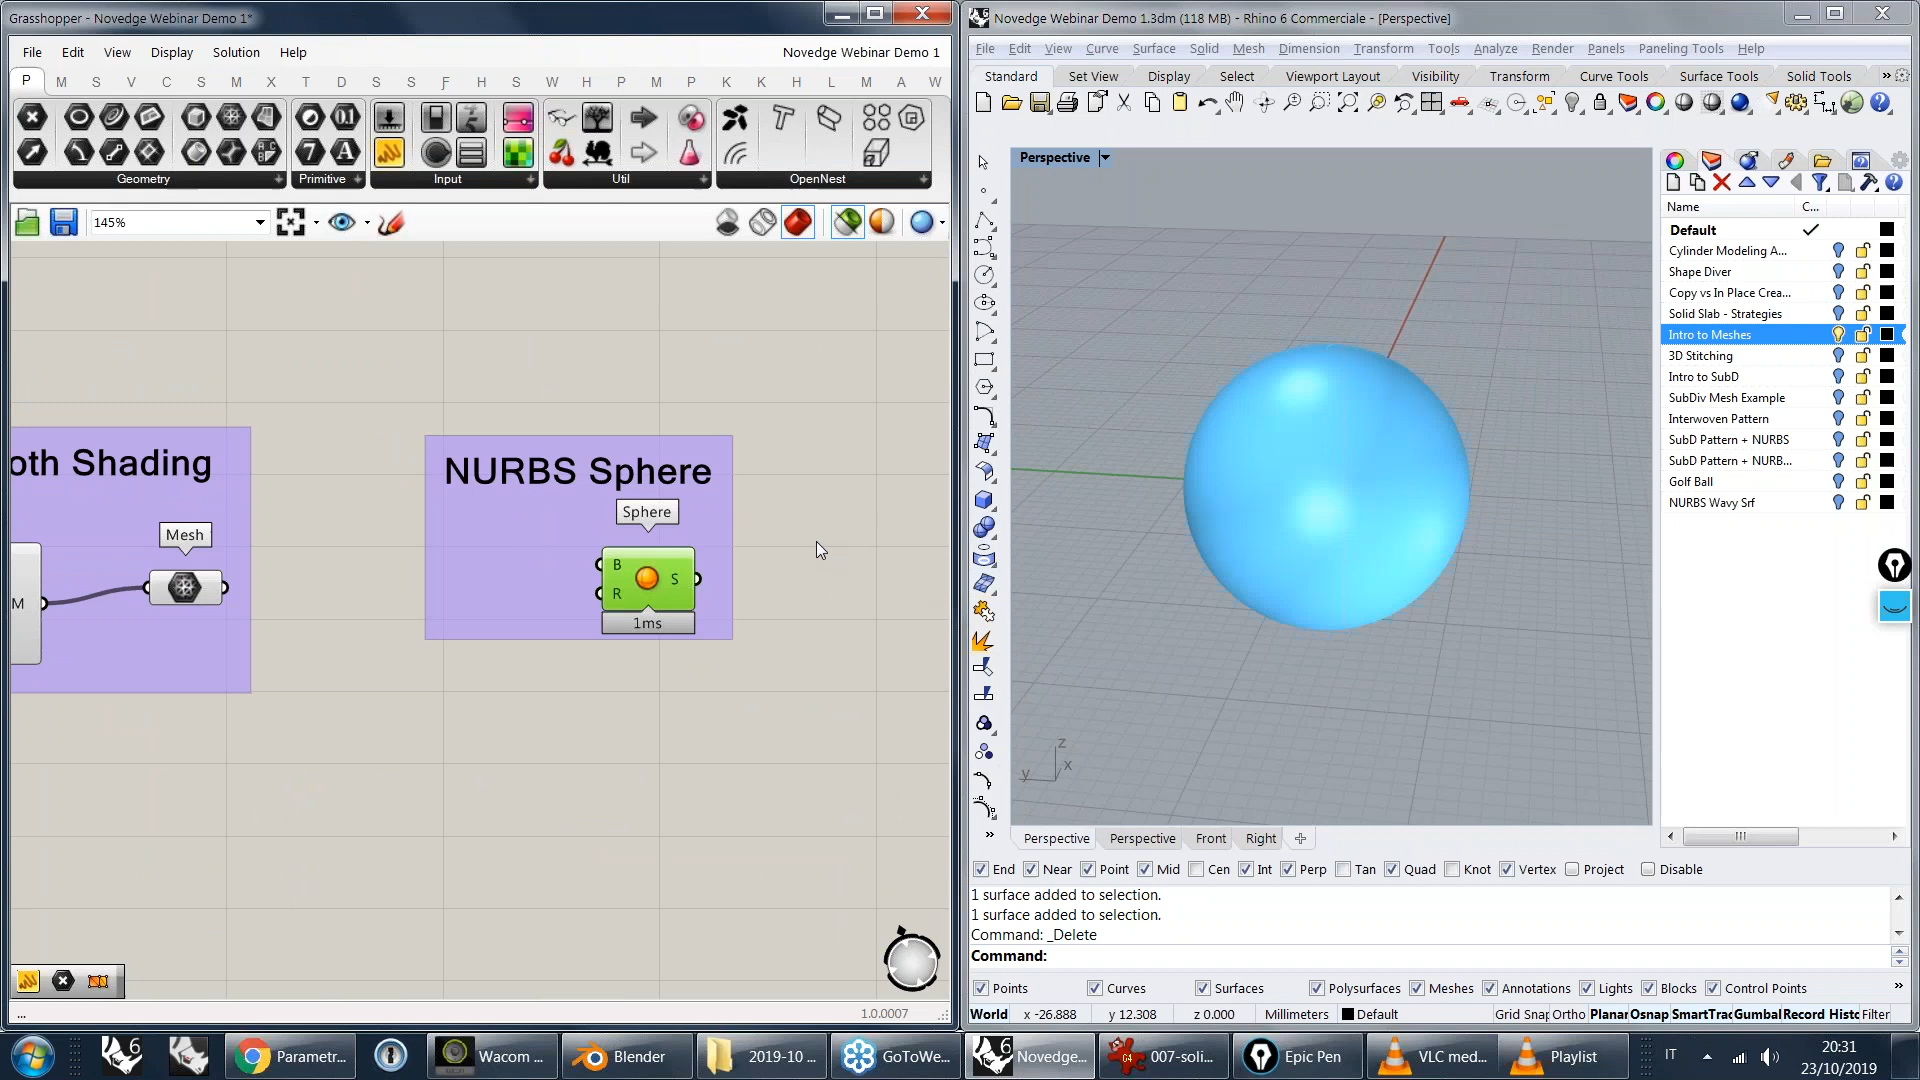 Grasshopper - Novedge Webinar Demo 1*
File Edit View Display Solution Help
Novedge Webinar Demo 1
P M S V C S M X T D S S F H S W H P M P K K H L M A W
Geometry Primitive Input Util OpenNest
145%
oth Shading
Mesh
M
NURBS Sphere
Sphere
B
R
S
1ms
...
1.0.0007
Novedge Webinar Demo 1.3dm (118 MB) - Rhino 6 Commerciale - [Perspective]
File Edit View Curve Surface Solid Mesh Dimension Transform Tools Analyze Render Panels Paneling Tools Help
Standard Set View Display Select Viewport Layout Visibility Transform Curve Tools Surface Tools Solid Tools »
Perspective
z
y x
Name C...
Default
Cylinder Modeling A...
Shape Diver
Copy vs In Place Crea...
Solid Slab - Strategies
Intro to Meshes
3D Stitching
Intro to SubD
SubDiv Mesh Example
Interwoven Pattern
SubD Pattern + NURBS
SubD Pattern + NURB...
Golf Ball
NURBS Wavy Srf
Perspective Perspective Front Right
End Near Point Mid Cen Int Perp Tan Quad Knot Vertex Project Disable
1 surface added to selection.
1 surface added to selection.
Command: _Delete
Command:
Points Curves Surfaces Polysurfaces Meshes Annotations Lights Blocks Control Points »
World x -26.888 y 12.308 z 0.000 Millimeters Default Grid Snap Ortho Planar Osnap SmartTrac Gumbal Record Histo Filter
Parametr... Wacom ... Blender 2019-10 ... GoToWe... Novedge... 007-soli... Epic Pen VLC med... Playlist IT
20:31
23/10/2019